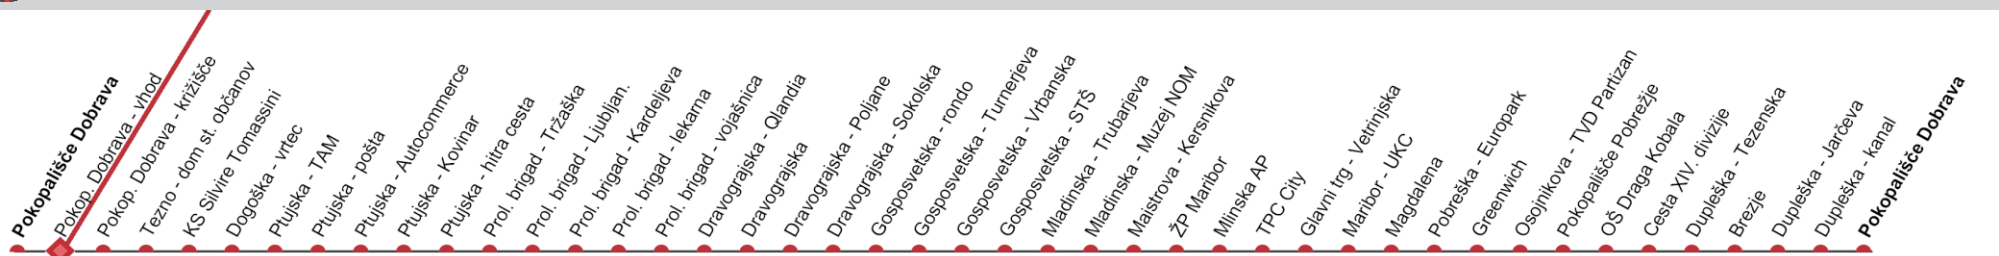 Pokopališče Dobrava
Pokop. Dobrava - vhod
Pokop. Dobrava - križišče
Tezno - dom st. občanov
KS Silvire Tomassini
Dogoška - vrtec
Ptujska - TAM
Ptujska - pošta
Ptujska - Autocommerce
Ptujska - Kovinar
Ptujska - hitra cesta
Prol. brigad - Tržaška
Prol. brigad - Ljubljan.
Prol. brigad - Kardeljeva
Prol. brigad - lekarna
Prol. brigad - vojašnica
Dravograjska - Qlandia
Dravograjska
Dravograjska - Poljane
Dravograjska - Sokolska
Gosposvetska - rondo
Gosposvetska - Turnerjeva
Gosposvetska - Vrbanska
Gosposvetska - STŠ
Mladinska - Trubarjeva
Mladinska - Muzej NOM
Maistrova - Kersnikova
ŽP Maribor
Mlinska AP
TPC City
Glavni trg - Vetrinjska
Maribor - UKC
Magdalena
Pobreška - Europark
Greenwich
Osojnikova - TVD Partizan
Pokopališče Pobrežje
OŠ Draga Kobala
Cesta XIV. divizije
Dupleška - Tezenska
Brezje
Dupleška - Jarčeva
Dupleška - kanal
Pokopališče Dobrava